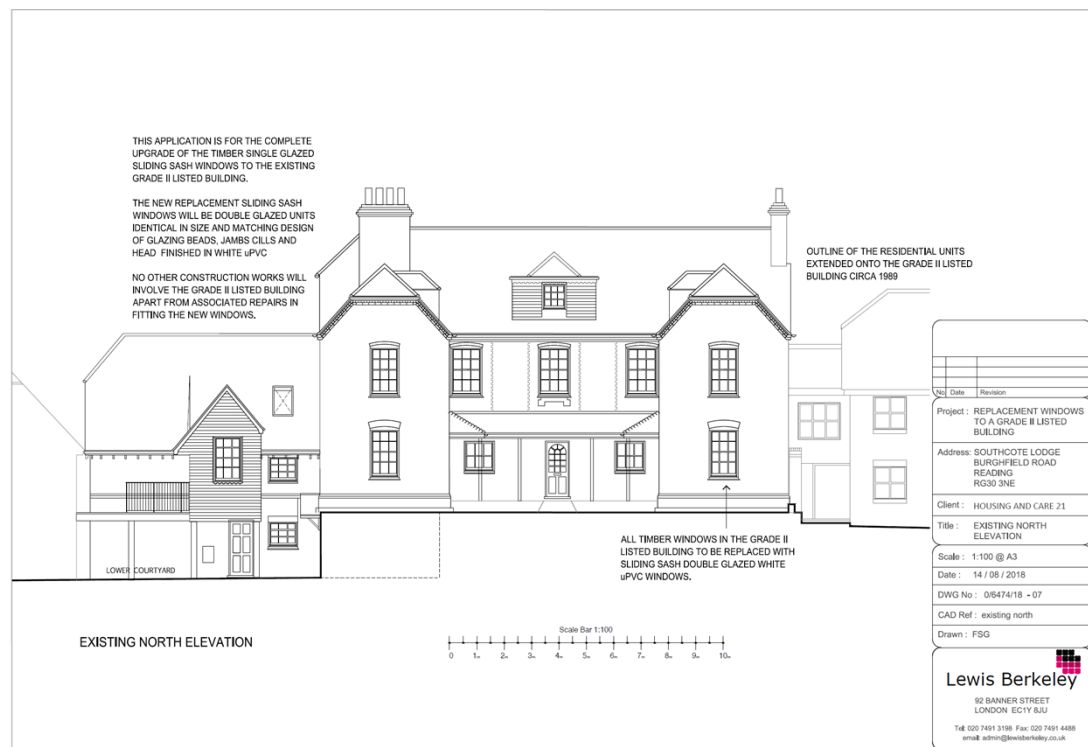 THIS APPLICATION IS FOR THE COMPLETE
UPGRADE OF THE TIMBER SINGLE GLAZED
SLIDING SASH WINDOWS TO THE EXISTING
GRADE II LISTED BUILDING.
THE NEW REPLACEMENT SLIDING SASH
WINDOWS WILL BE DOUBLE GLAZED UNITS
IDENTICAL IN SIZE AND MATCHING DESIGN
OF GLAZING BEADS, JAMBS CILLS AND
HEAD FINISHED IN WHITE uPVC
NO OTHER CONSTRUCTION WORKS WILL
INVOLVE THE GRADE II LISTED BUILDING
APART FROM ASSOCIATED REPAIRS IN
FITTING THE NEW WINDOWS.
OUTLINE OF THE RESIDENTIAL UNITS
EXTENDED ONTO THE GRADE II LISTED
BUILDING CIRCA 1989
ALL TIMBER WINDOWS IN THE GRADE II
LISTED BUILDING TO BE REPLACED WITH
SLIDING SASH DOUBLE GLAZED WHITE
uPVC WINDOWS.
LOWER COURTYARD
EXISTING NORTH ELEVATION
Scale Bar 1:100
0 1m 2m 3m 4m 5m 6m 7m 8m 9m 10m
No Date Revision
Project : REPLACEMENT WINDOWS
TO A GRADE II LISTED
BUILDING
Address: SOUTHCOTE LODGE
BURGHFIELD ROAD
READING
RG30 3NE
Client : HOUSING AND CARE 21
Title : EXISTING NORTH
ELEVATION
Scale : 1:100 @ A3
Date : 14 / 08 / 2018
DWG No : 0/6474/18 - 07
CAD Ref : existing north
Drawn : FSG
Lewis Berkeley
92 BANNER STREET
LONDON EC1Y 8JU
Tell: 020 7491 3198 Fax: 020 7491 4488
email: admin@lewisberkeley.co.uk